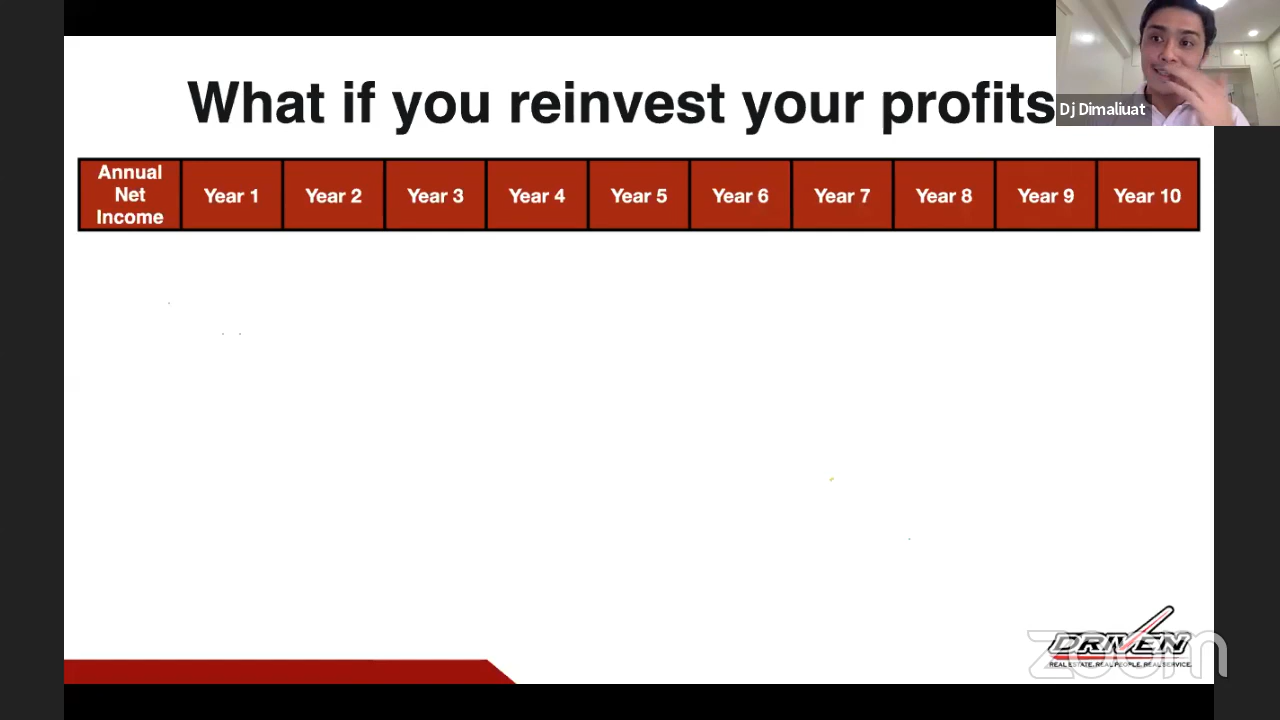 What if you reinvest your profits
Dj Dimaliuat
Annual
Net
Income
Year 1
Year 2
Year 3
Year 4
Year 5
Year 6
Year 7
Year 8
Year 9
Year 10
DRIVEN
REAL ESTATE. REAL PEOPLE. REAL SERVICE.
zoom